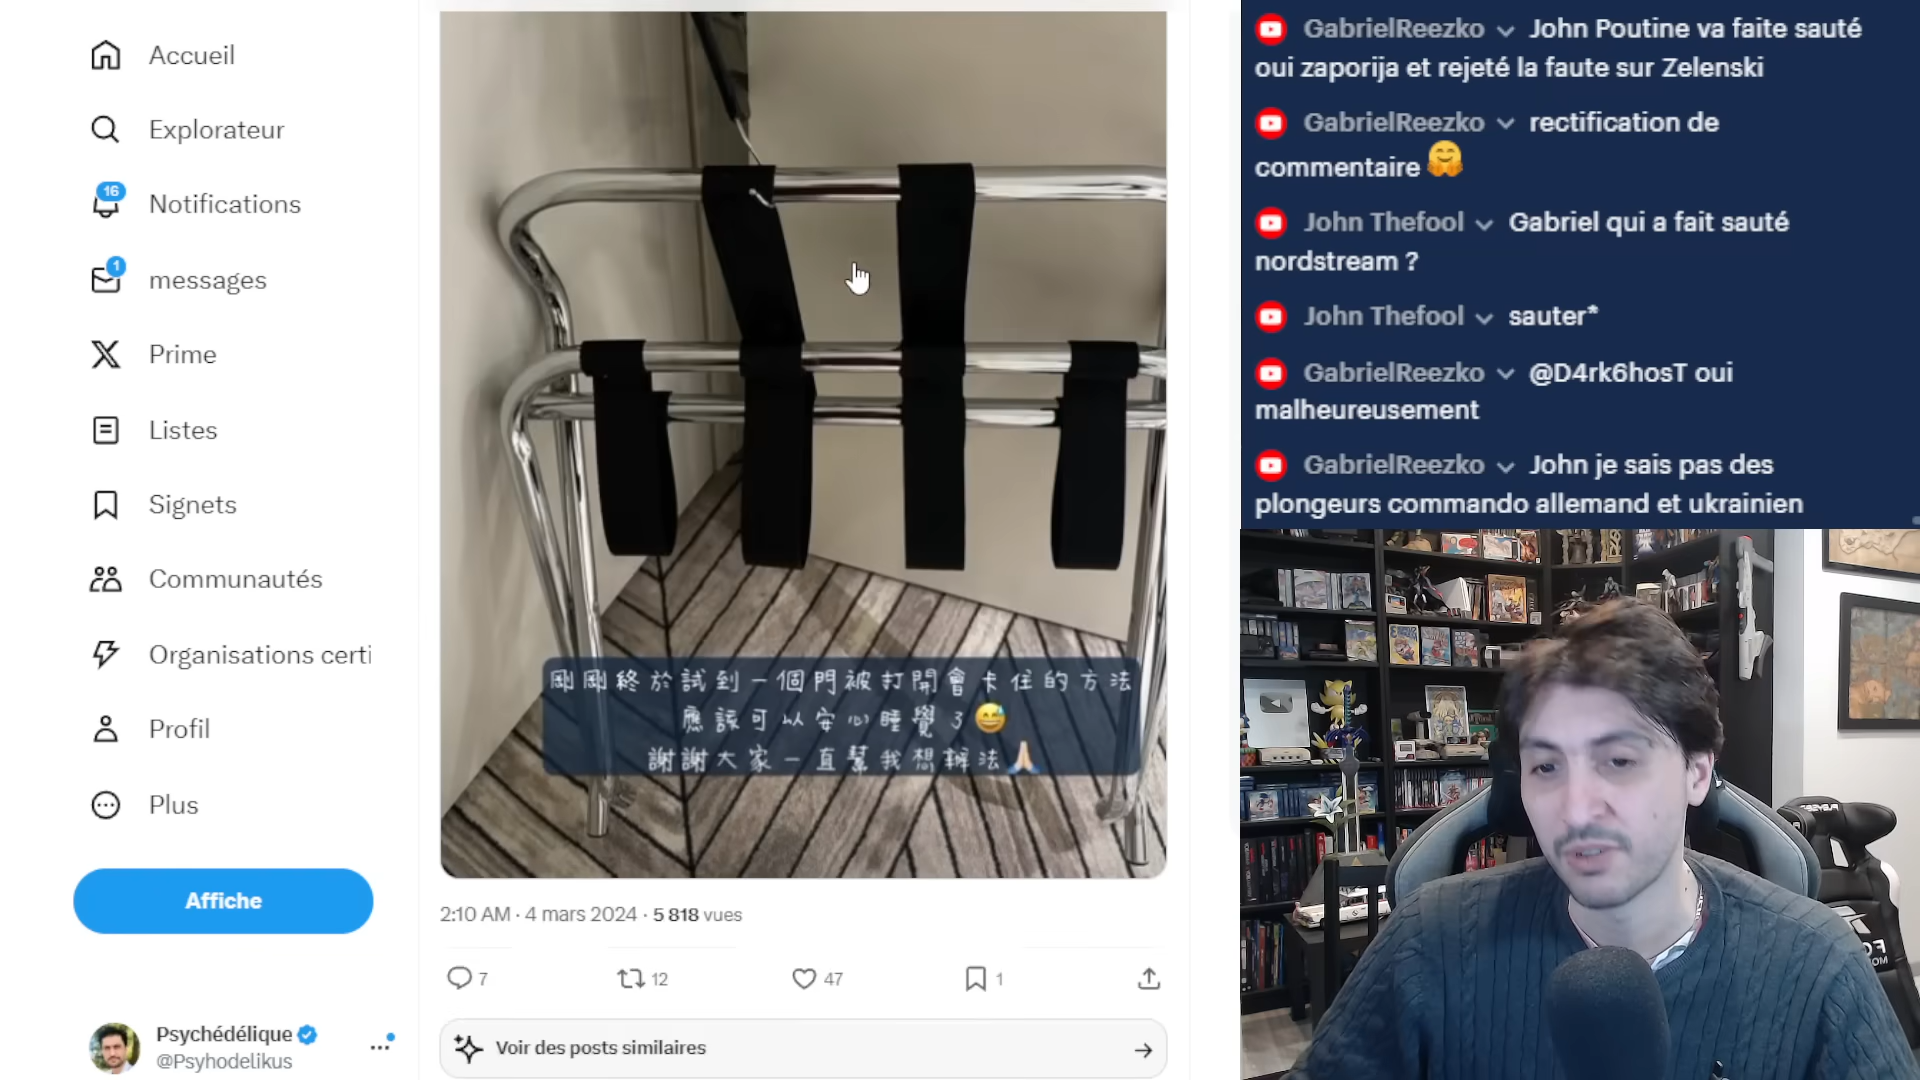 Accueil
Explorateur
16
Notifications
1
messages
Prime
Listes
Signets
Communautés
Organisations certi
Profil
Plus
Affiche
Psychédélique
@Psyhodelikus
剛剛終於試到一個門被打開會卡住的方法
應該可以安心睡覺了😅
謝謝大家一直幫我想辦法🙏🏻
2:10 AM · 4 mars 2024 · 5 818 vues
7
12
47
1
Voir des posts similaires
GabrielReezko John Poutine va faite sauté
oui zaporija et rejeté la faute sur Zelenski
GabrielReezko rectification de
commentaire 🤗
John Thefool Gabriel qui a fait sauté
nordstream ?
John Thefool sauter*
GabrielReezko @D4rk6hosT oui
malheureusement
GabrielReezko John je sais pas des
plongeurs commando allemand et ukrainien